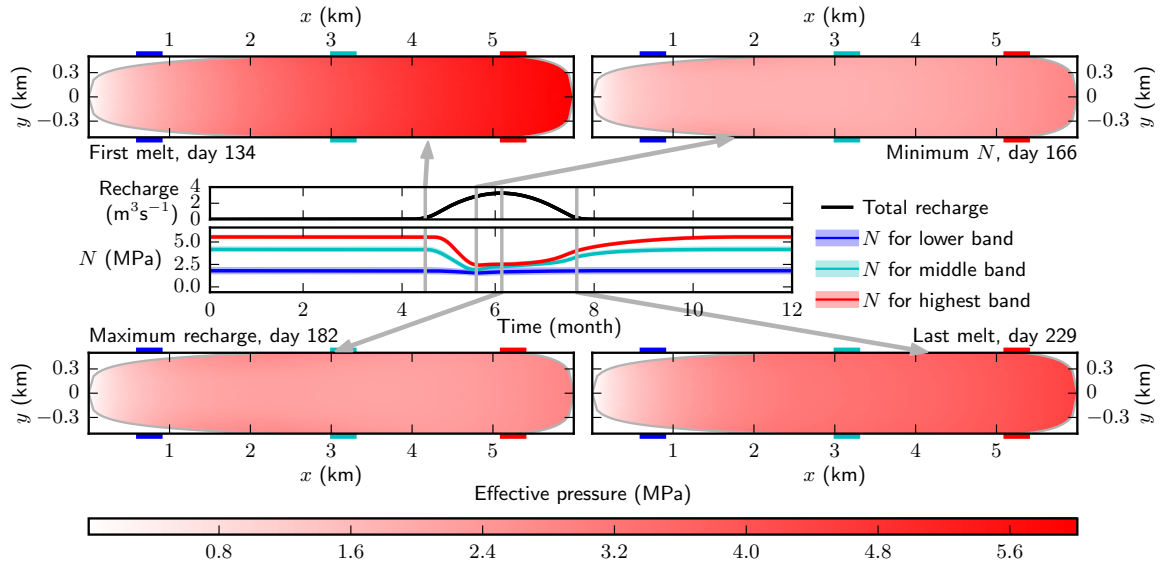 x (km)
x (km)
1 2 3 4 5
1 2 3 4 5
y (km)
0.3
0
−0.3
0.3
0
−0.3
y (km)
First melt, day 134
Minimum N, day 166
Recharge
(m³s⁻¹)
4
2
0
Total recharge
N (MPa)
5.0
2.5
0.0
N for lower band
N for middle band
N for highest band
0 2 4 6 8 10 12
Time (month)
Maximum recharge, day 182
Last melt, day 229
y (km)
0.3
0
−0.3
0.3
0
−0.3
y (km)
1 2 3 4 5
1 2 3 4 5
x (km)
x (km)
Effective pressure (MPa)
0.8 1.6 2.4 3.2 4.0 4.8 5.6